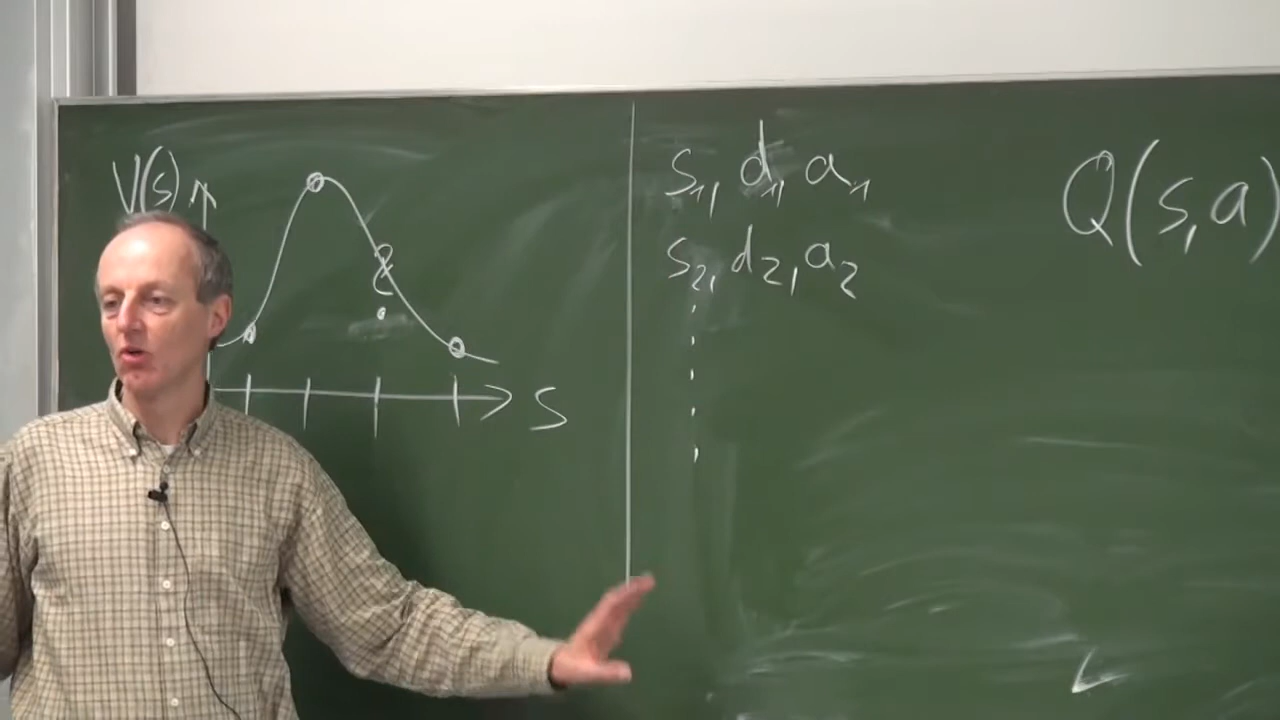 V(s)
S
s₁, d₁, a₁
s₂, d₂, a₂
Q(s,a)